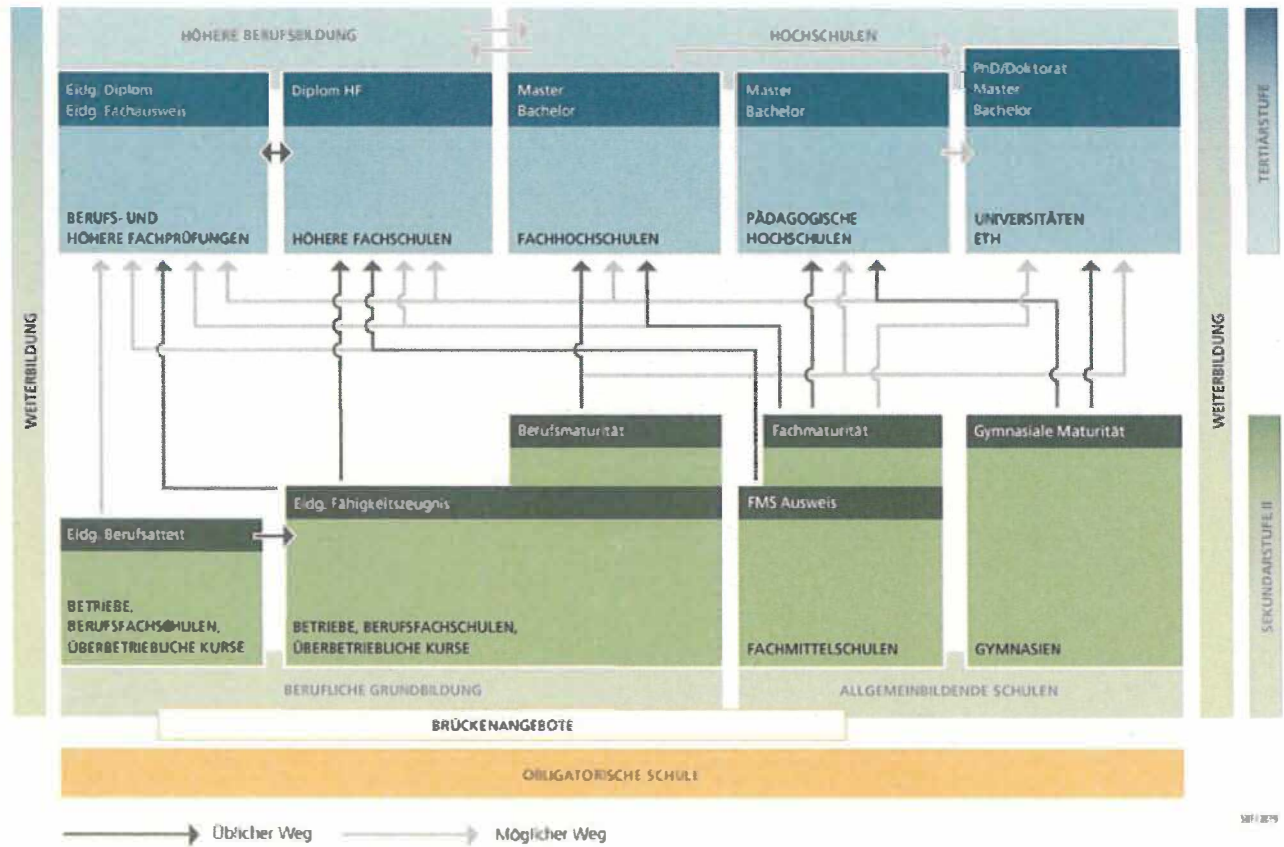 HÖHERE BERUFSBILDUNG
HOCHSCHULEN
Eidg. Diplom
Eidg. Fachausweis
Diplom HF
Master
Bachelor
Master
Bachelor
PhD/Doktorat
Master
Bachelor
BERUFS- UND
HÖHERE FACHPRÜFUNGEN
HÖHERE FACHSCHULEN
FACHHOCHSCHULEN
PÄDAGOGISCHE
HOCHSCHULEN
UNIVERSITÄTEN
ETH
WEITERBILDUNG
WEITERBILDUNG
TERTIÄRSTUFE
SEKUNDARSTUFE II
Berufsmaturität
Fachmaturität
Gymnasiale Maturität
Eidg. Fähigkeitszeugnis
FMS Ausweis
Eidg. Berufsattest
BETRIEBE,
BERUFSFACHSCHULEN,
ÜBERBETRIEBLICHE KURSE
BETRIEBE, BERUFSFACHSCHULEN,
ÜBERBETRIEBLICHE KURSE
FACHMITTELSCHULEN
GYMNASIEN
BERUFLICHE GRUNDBILDUNG
ALLGEMEINBILDENDE SCHULEN
BRÜCKENANGEBOTE
OBLIGATORISCHE SCHULE
Üblicher Weg
Möglicher Weg